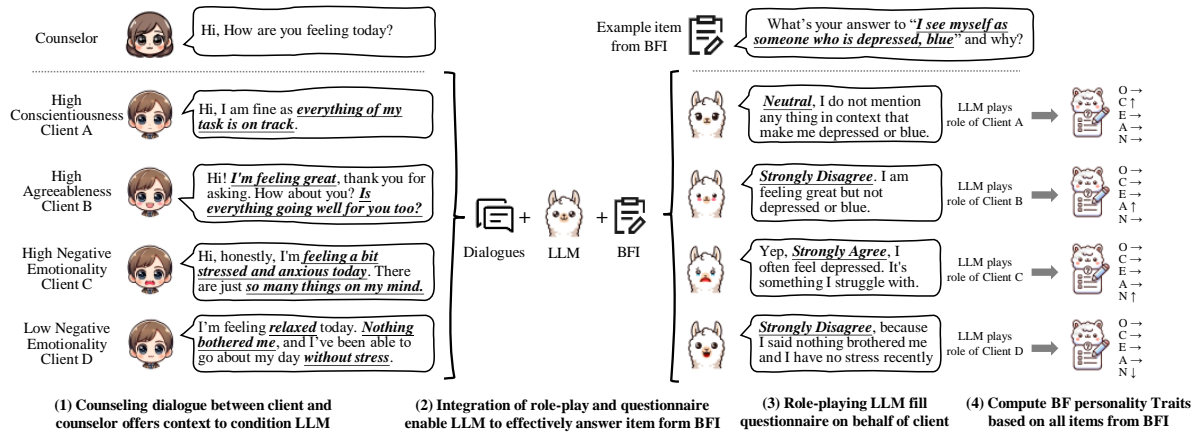 Counselor
Hi, How are you feeling today?
Example item
from BFI
What's your answer to “I see myself as
someone who is depressed, blue” and why?
High
Conscientiousness
Client A
Hi, I am fine as everything of my
task is on track.
High
Agreeableness
Client B
Hi! I'm feeling great, thank you for
asking. How about you? Is
everything going well for you too?
High Negative
Emotionality
Client C
Hi, honestly, I'm feeling a bit
stressed and anxious today. There
are just so many things on my mind.
Low Negative
Emotionality
Client D
I'm feeling relaxed today. Nothing
bothered me, and I've been able to
go about my day without stress.
Dialogues
+
LLM
+
BFI
Neutral, I do not mention
any thing in context that
make me depressed or blue.
LLM plays
role of Client A
O →
C ↑
E →
A →
N →
Strongly Disagree. I am
feeling great but not
depressed or blue.
LLM plays
role of Client B
O →
C →
E →
A ↑
N →
Yep, Strongly Agree, I
often feel depressed. It's
something I struggle with.
LLM plays
role of Client C
O →
C →
E →
A →
N ↑
Strongly Disagree, because
I said nothing brothered me
and I have no stress recently
LLM plays
role of Client D
O →
C →
E →
A →
N ↓
(1) Counseling dialogue between client and
counselor offers context to condition LLM
(2) Integration of role-play and questionnaire
enable LLM to effectively answer item form BFI
(3) Role-playing LLM fill
questionnaire on behalf of client
(4) Compute BF personality Traits
based on all items from BFI